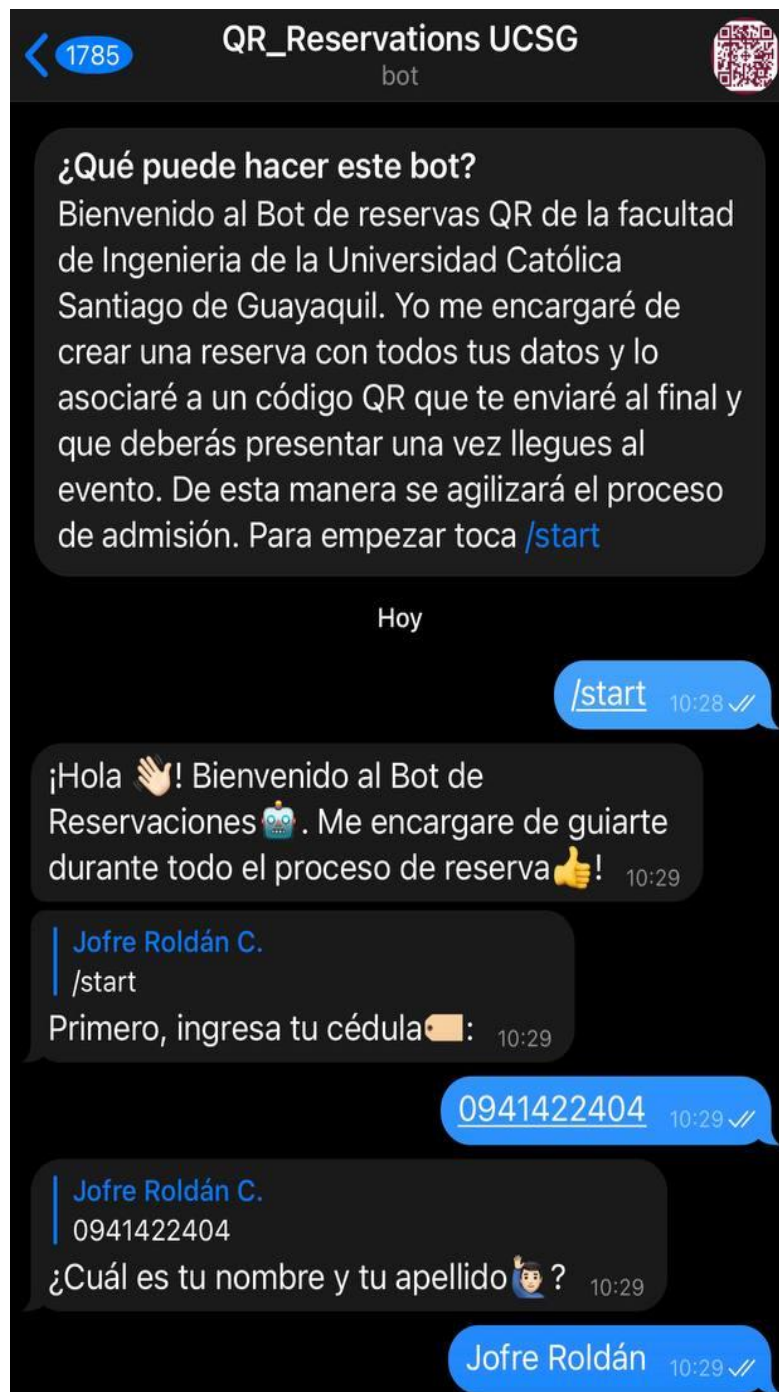 1785
QR_Reservations UCSG
bot
¿Qué puede hacer este bot?
Bienvenido al Bot de reservas QR de la facultad
de Ingenieria de la Universidad Católica
Santiago de Guayaquil. Yo me encargaré de
crear una reserva con todos tus datos y lo
asociaré a un código QR que te enviaré al final y
que deberás presentar una vez llegues al
evento. De esta manera se agilizará el proceso
de admisión. Para empezar toca /start
Hoy
/start 10:28
¡Hola 👋🏻! Bienvenido al Bot de
Reservaciones🤖. Me encargare de guiarte
durante todo el proceso de reserva👍! 10:29
Jofre Roldán C.
/start
Primero, ingresa tu cédula🏷️: 10:29
0941422404 10:29
Jofre Roldán C.
0941422404
¿Cuál es tu nombre y tu apellido🙋🏻‍♂️? 10:29
Jofre Roldán 10:29